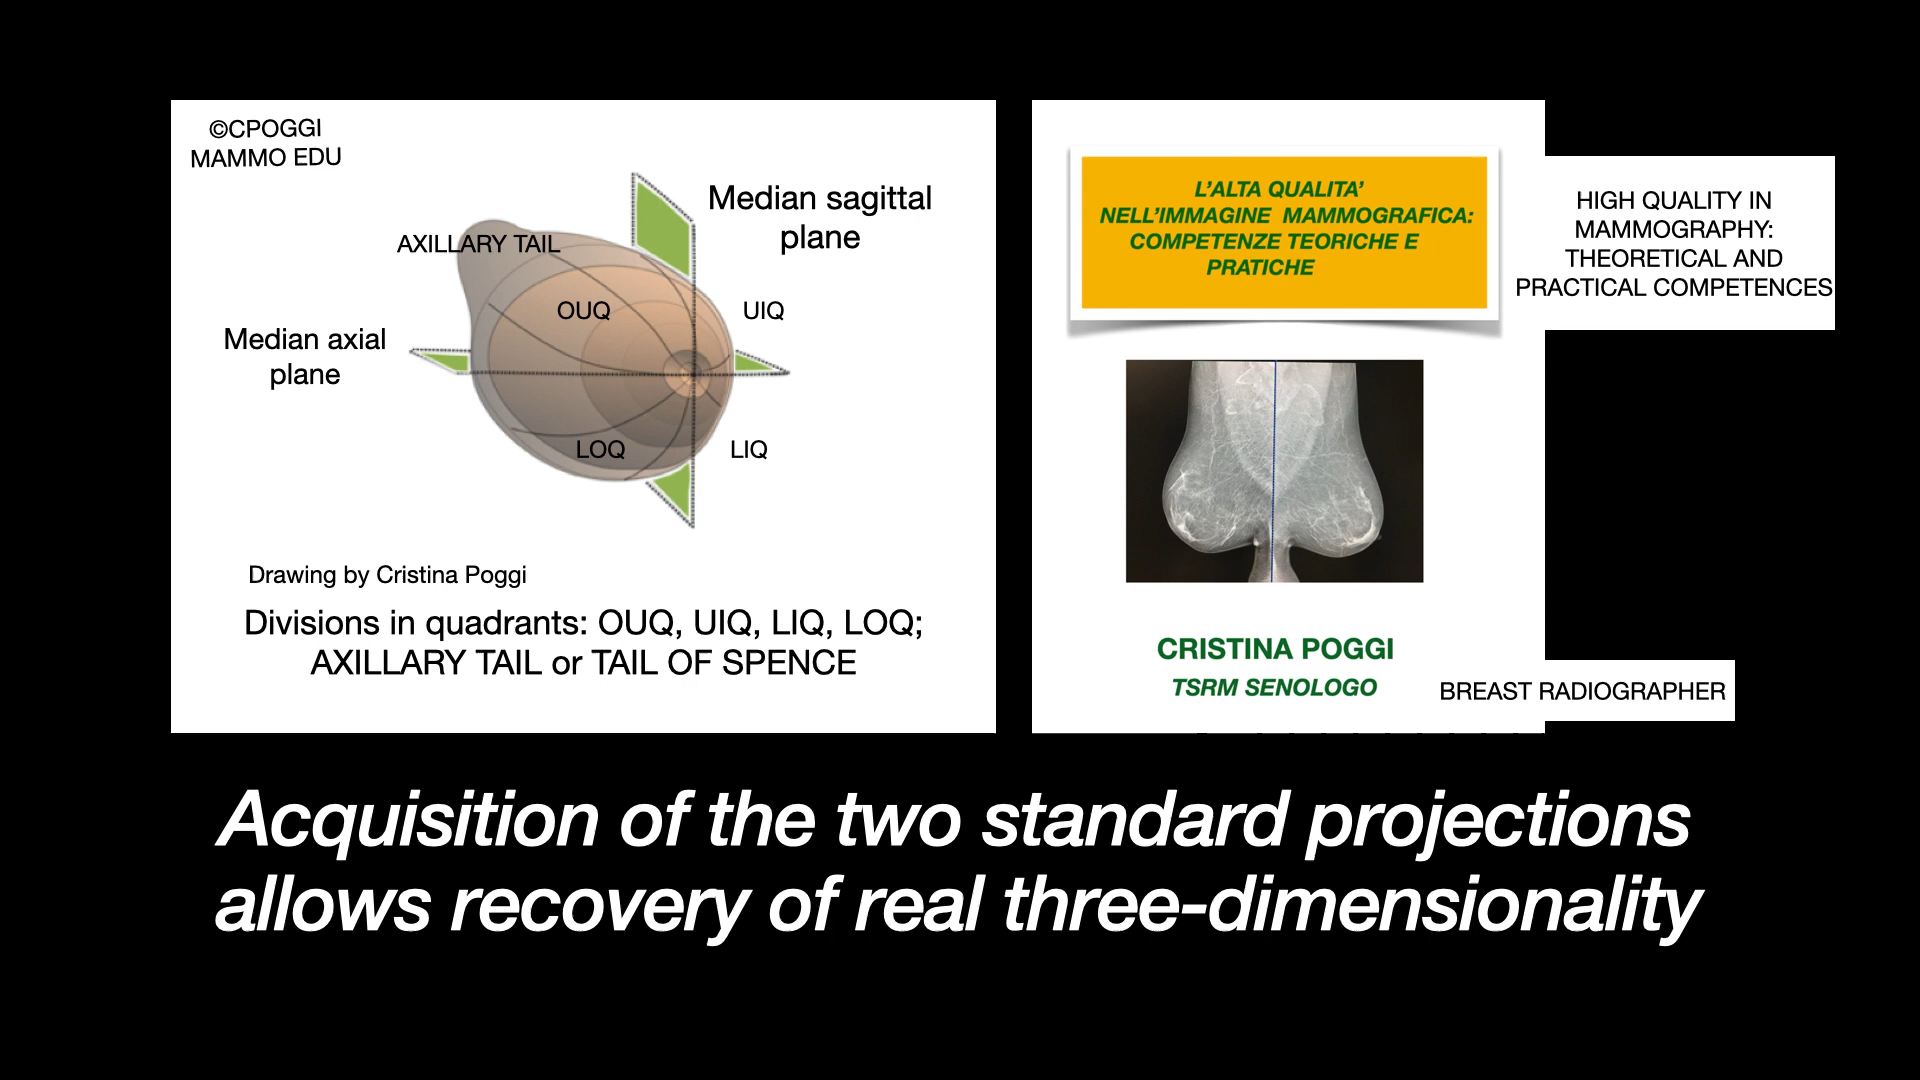 ©CPOGGI
MAMMO EDU
Median sagittal
plane
AXILLARY TAIL
OUQ
UIQ
Median axial
plane
LOQ
LIQ
Drawing by Cristina Poggi
Divisions in quadrants: OUQ, UIQ, LIQ, LOQ;
AXILLARY TAIL or TAIL OF SPENCE
L’ALTA QUALITA’
NELL’IMMAGINE MAMMOGRAFICA:
COMPETENZE TEORICHE E
PRATICHE
HIGH QUALITY IN
MAMMOGRAPHY:
THEORETICAL AND
PRACTICAL COMPETENCES
CRISTINA POGGI
TSRM SENOLOGO
BREAST RADIOGRAPHER
Acquisition of the two standard projections
allows recovery of real three-dimensionality